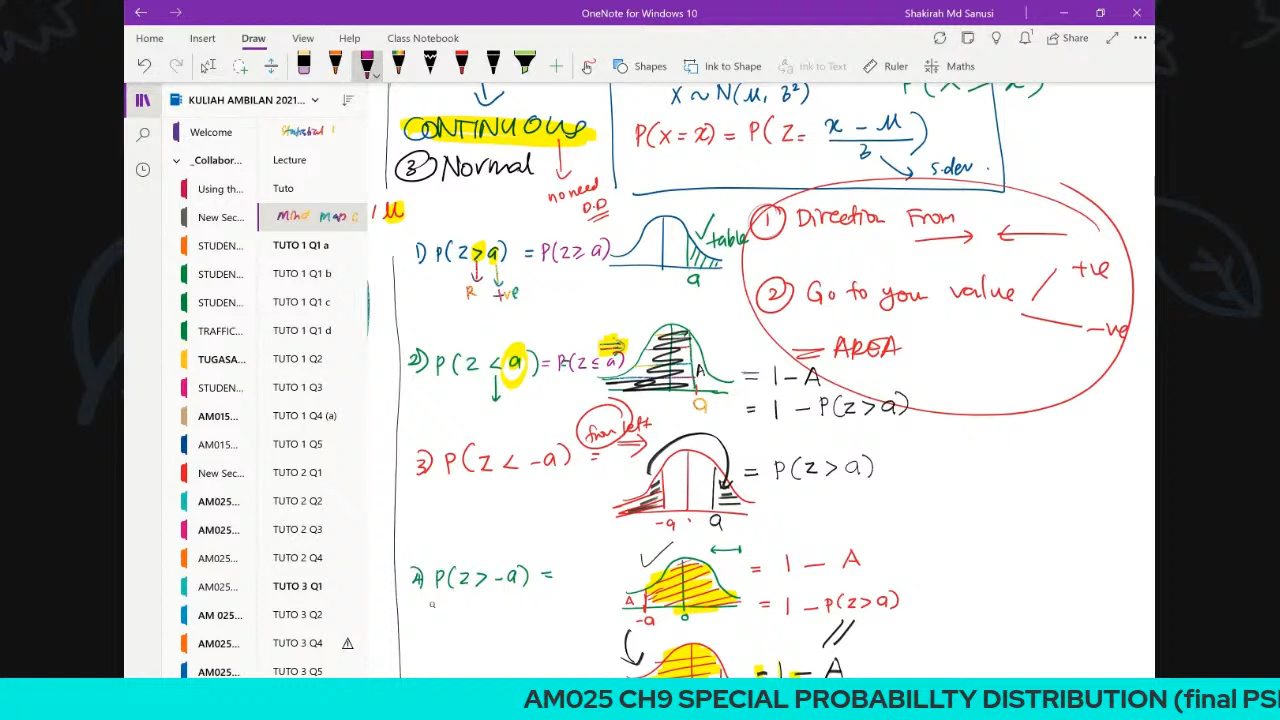 OneNote for Windows 10
Shakirah Md Sanusi
Home Insert Draw View Help Class Notebook
Share
Shapes Ink to Shape Ink to Text Ruler Maths
KULIAH AMBILAN 2021...
Welcome
_Collabor...
Using th...
New Sec...
STUDEN...
STUDEN...
STUDEN...
TRAFFIC...
TUGASA...
STUDEN...
AM015...
AM015...
New Sec...
AM025...
AM025...
AM025...
AM025...
AM 025...
AM025...
AM025...
Statistical 1
Lecture
Tuto
Mind Map C
TUTO 1 Q1 a
TUTO 1 Q1 b
TUTO 1 Q1 c
TUTO 1 Q1 d
TUTO 1 Q2
TUTO 1 Q3
TUTO 1 Q4 (a)
TUTO 1 Q5
TUTO 2 Q1
TUTO 2 Q2
TUTO 2 Q3
TUTO 2 Q4
TUTO 3 Q1
TUTO 3 Q2
TUTO 3 Q4
TUTO 3 Q5
CONTINUOUS
③ Normal
no need
D.D
X ~ N(μ, σ²)
P(X = x) = P(Z = x − μ / σ)
s.dev.
① Direction From
② Go to you value +ve
−ve
= AREA
1) P(Z > a) = P(Z ≥ a)
R +ve
table
a
2) P(Z < a) = P(Z ≤ a)
A
a
= 1 − A
= 1 − P(Z > a)
3) P(Z < −a) =
from left
−a a
= P(Z > a)
4) P(Z > −a) =
A
−a 0
= 1 − A
= 1 − P(Z > a)
= 1 − A
AM025 CH9 SPECIAL PROBABILLTY DISTRIBUTION (final PS